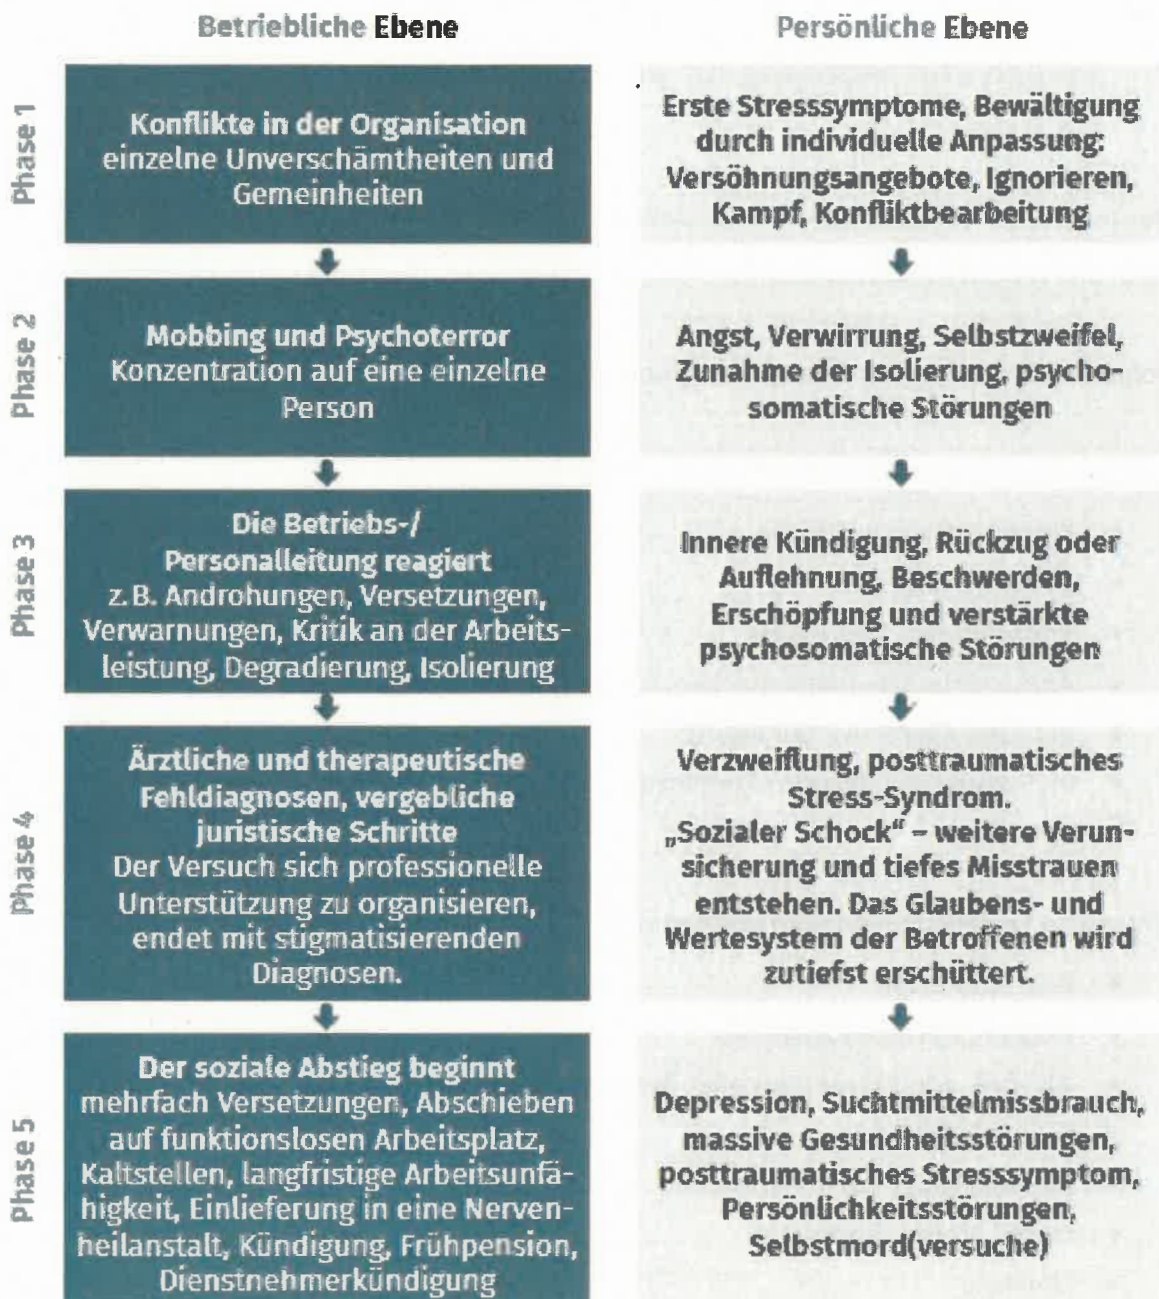 Betriebliche Ebene
Persönliche Ebene
Phase 1
Konflikte in der Organisation
einzelne Unverschämtheiten und
Gemeinheiten
Erste Stresssymptome, Bewältigung
durch individuelle Anpassung:
Versöhnungsangebote, Ignorieren,
Kampf, Konfliktbearbeitung
Phase 2
Mobbing und Psychoterror
Konzentration auf eine einzelne
Person
Angst, Verwirrung, Selbstzweifel,
Zunahme der Isolierung, psycho-
somatische Störungen
Phase 3
Die Betriebs-/
Personalleitung reagiert
z.B. Androhungen, Versetzungen,
Verwarnungen, Kritik an der Arbeits-
leistung, Degradierung, Isolierung
Innere Kündigung, Rückzug oder
Auflehnung, Beschwerden,
Erschöpfung und verstärkte
psychosomatische Störungen
Phase 4
Ärztliche und therapeutische
Fehldiagnosen, vergebliche
juristische Schritte
Der Versuch sich professionelle
Unterstützung zu organisieren,
endet mit stigmatisierenden
Diagnosen.
Verzweiflung, posttraumatisches
Stress-Syndrom.
„Sozialer Schock“ – weitere Verun-
sicherung und tiefes Misstrauen
entstehen. Das Glaubens- und
Wertesystem der Betroffenen wird
zutiefst erschüttert.
Phase 5
Der soziale Abstieg beginnt
mehrfach Versetzungen, Abschieben
auf funktionslosen Arbeitsplatz,
Kaltstellen, langfristige Arbeitsunfä-
higkeit, Einlieferung in eine Nerven-
heilanstalt, Kündigung, Frühpension,
Dienstnehmerkündigung
Depression, Suchtmittelmissbrauch,
massive Gesundheitsstörungen,
posttraumatisches Stresssymptom,
Persönlichkeitsstörungen,
Selbstmord(versuche)